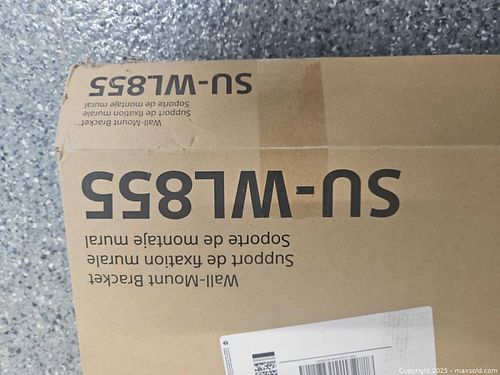 SU-WL855
Wall-Mount Bracket
Support de fixation murale
Soporte de montaje mural
Wall-Mount Bracket
Support de fixation murale
Soporte de montaje mural
SU-WL855
Copyright 2025 - maxsold.com